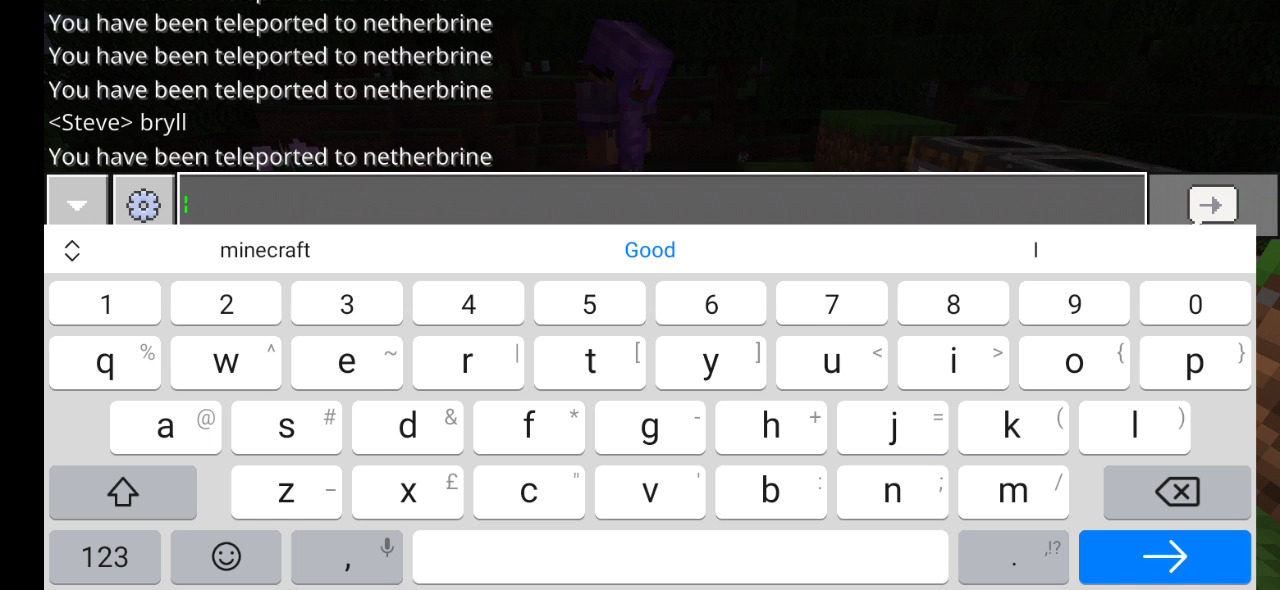 You have been teleported to netherbrine
You have been teleported to netherbrine
You have been teleported to netherbrine
<Steve> bryll
You have been teleported to netherbrine
minecraft Good I
1 2 3 4 5 6 7 8 9 0
q % w ^ e ~ r | t [ y ] u < i > o { p }
a @ s # d & f * g - h + j = k ( l )
z _ x £ c " v ' b : n ; m /
123 , . ,!?